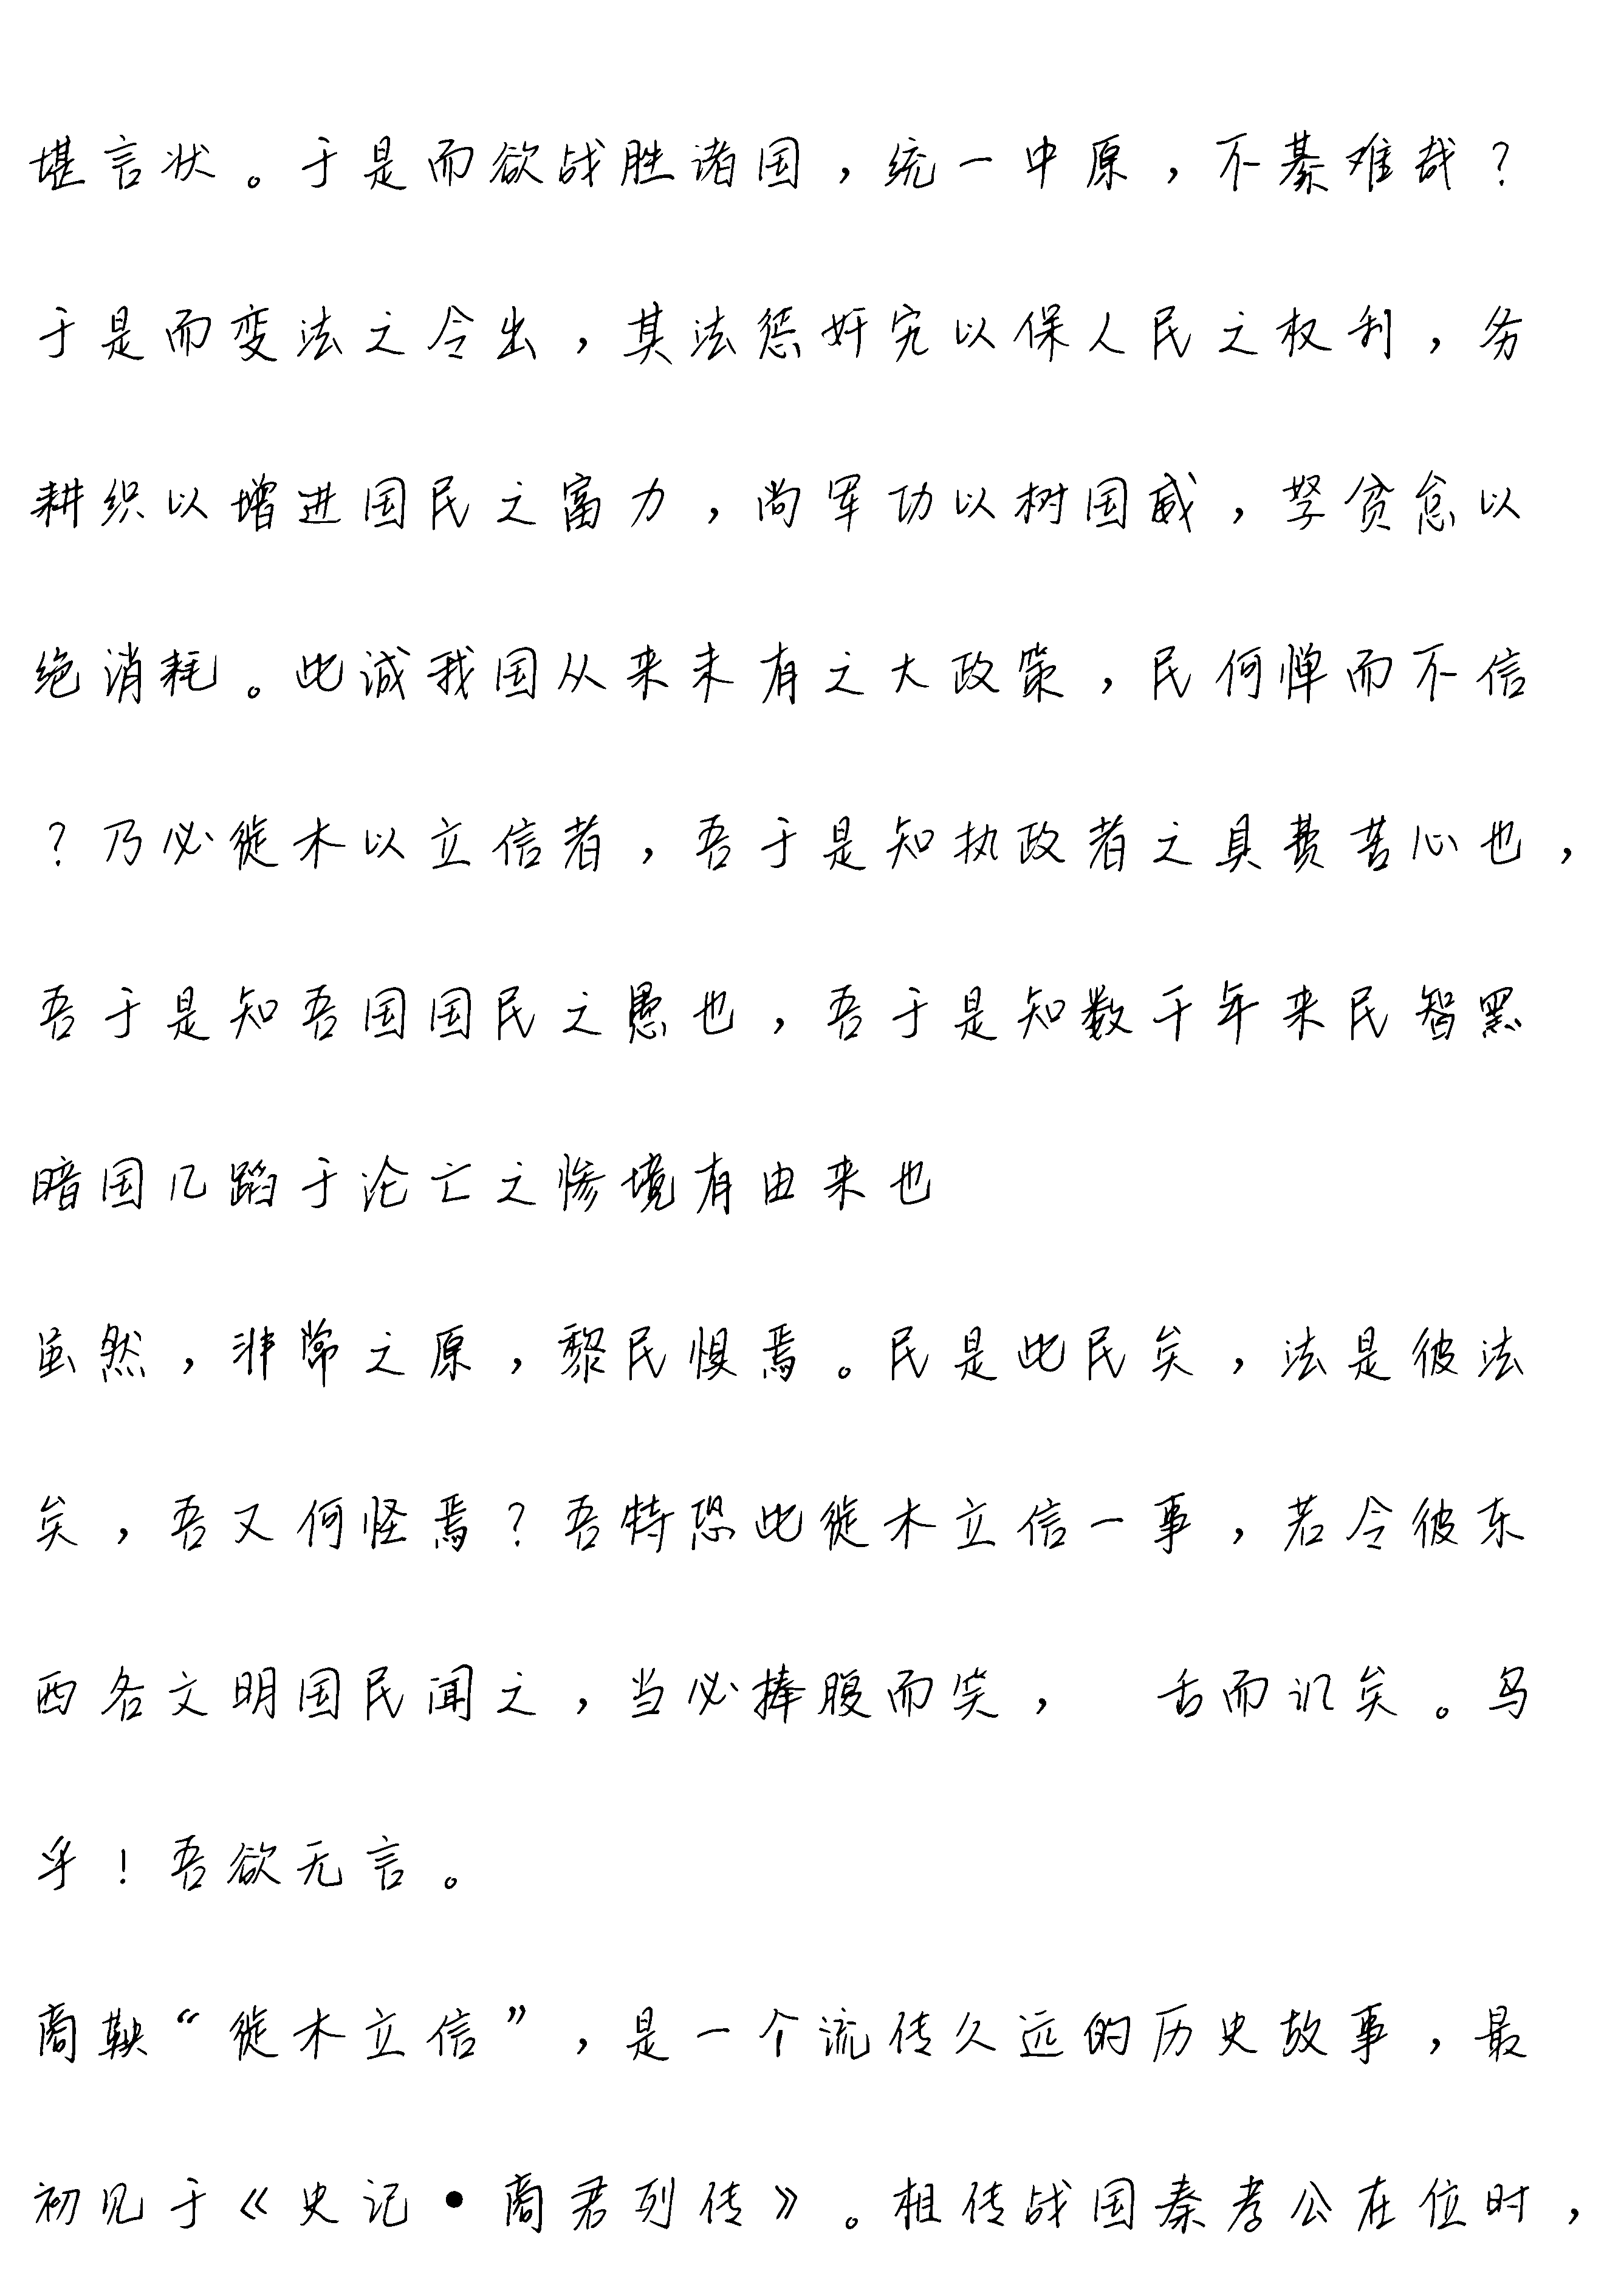 堪言状。于是而欲战胜诸国，统一中原，不綦难哉？
于是而变法之令出，其法惩奸宄以保人民之权利，务
耕织以增进国民之富力，尚军功以树国威，孥贫怠以
绝消耗。此诚我国从来未有之大政策，民何惮而不信
？乃必徙木以立信者，吾于是知执政者之具费苦心也，
吾于是知吾国国民之愚也，吾于是知数千年来民智黑
暗国几蹈于沦亡之惨境有由来也
虽然，非常之原，黎民惧焉。民是此民矣，法是彼法
矣，吾又何怪焉？吾特恐此徙木立信一事，若令彼东
西各文明国民闻之，当必捧腹而笑，　舌而讥矣。乌
乎！吾欲无言。
商鞅“徙木立信”，是一个流传久远的历史故事，最
初见于《史记•商君列传》。相传战国秦孝公在位时，